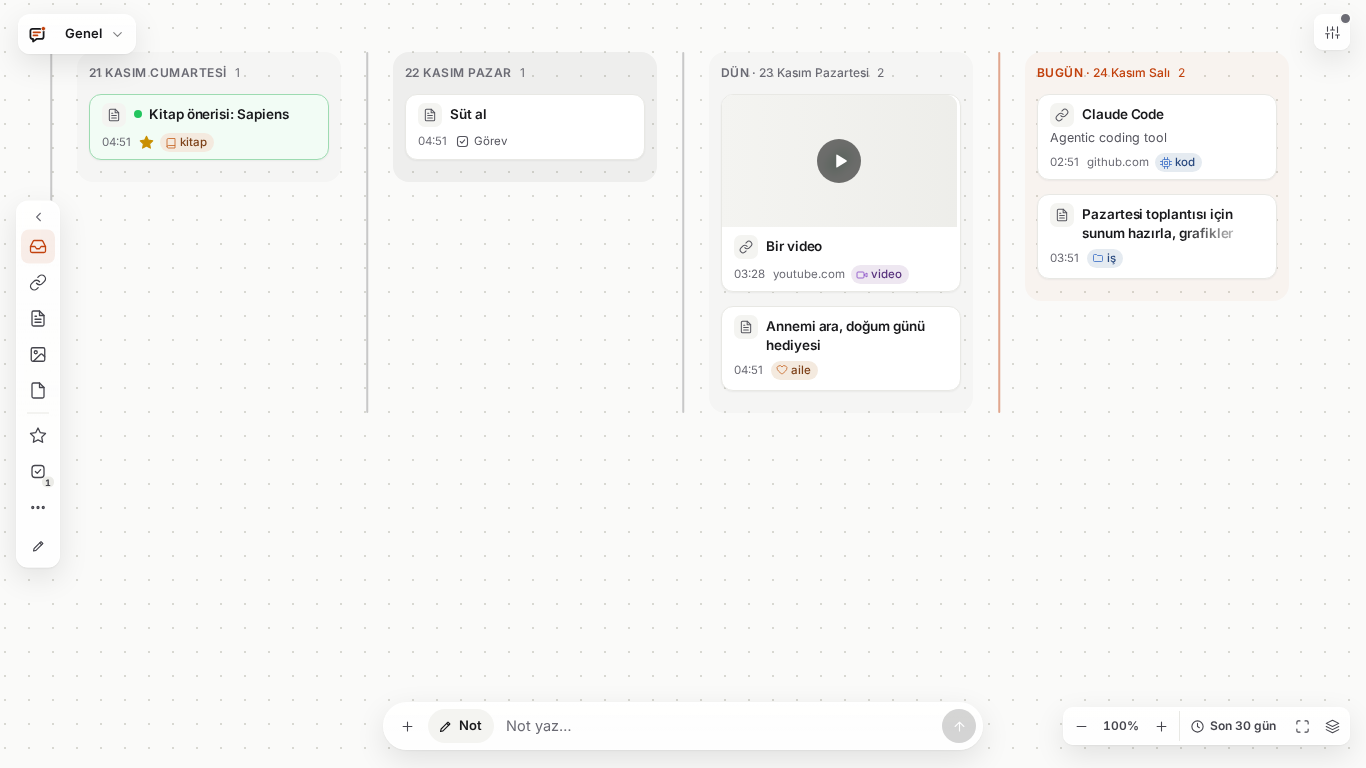 Genel
21 KASIM CUMARTESİ 1
Kitap önerisi: Sapiens
04:51 kitap
22 KASIM PAZAR 1
Süt al
04:51 Görev
DÜN · 23 Kasım Pazartesi 2
Bir video
03:28 youtube.com video
Annemi ara, doğum günü
hediyesi
04:51 aile
BUGÜN · 24 Kasım Salı 2
Claude Code
Agentic coding tool
02:51 github.com kod
Pazartesi toplantısı için
sunum hazırla, grafikler
03:51 iş
1
Not
Not yaz...
100%
Son 30 gün